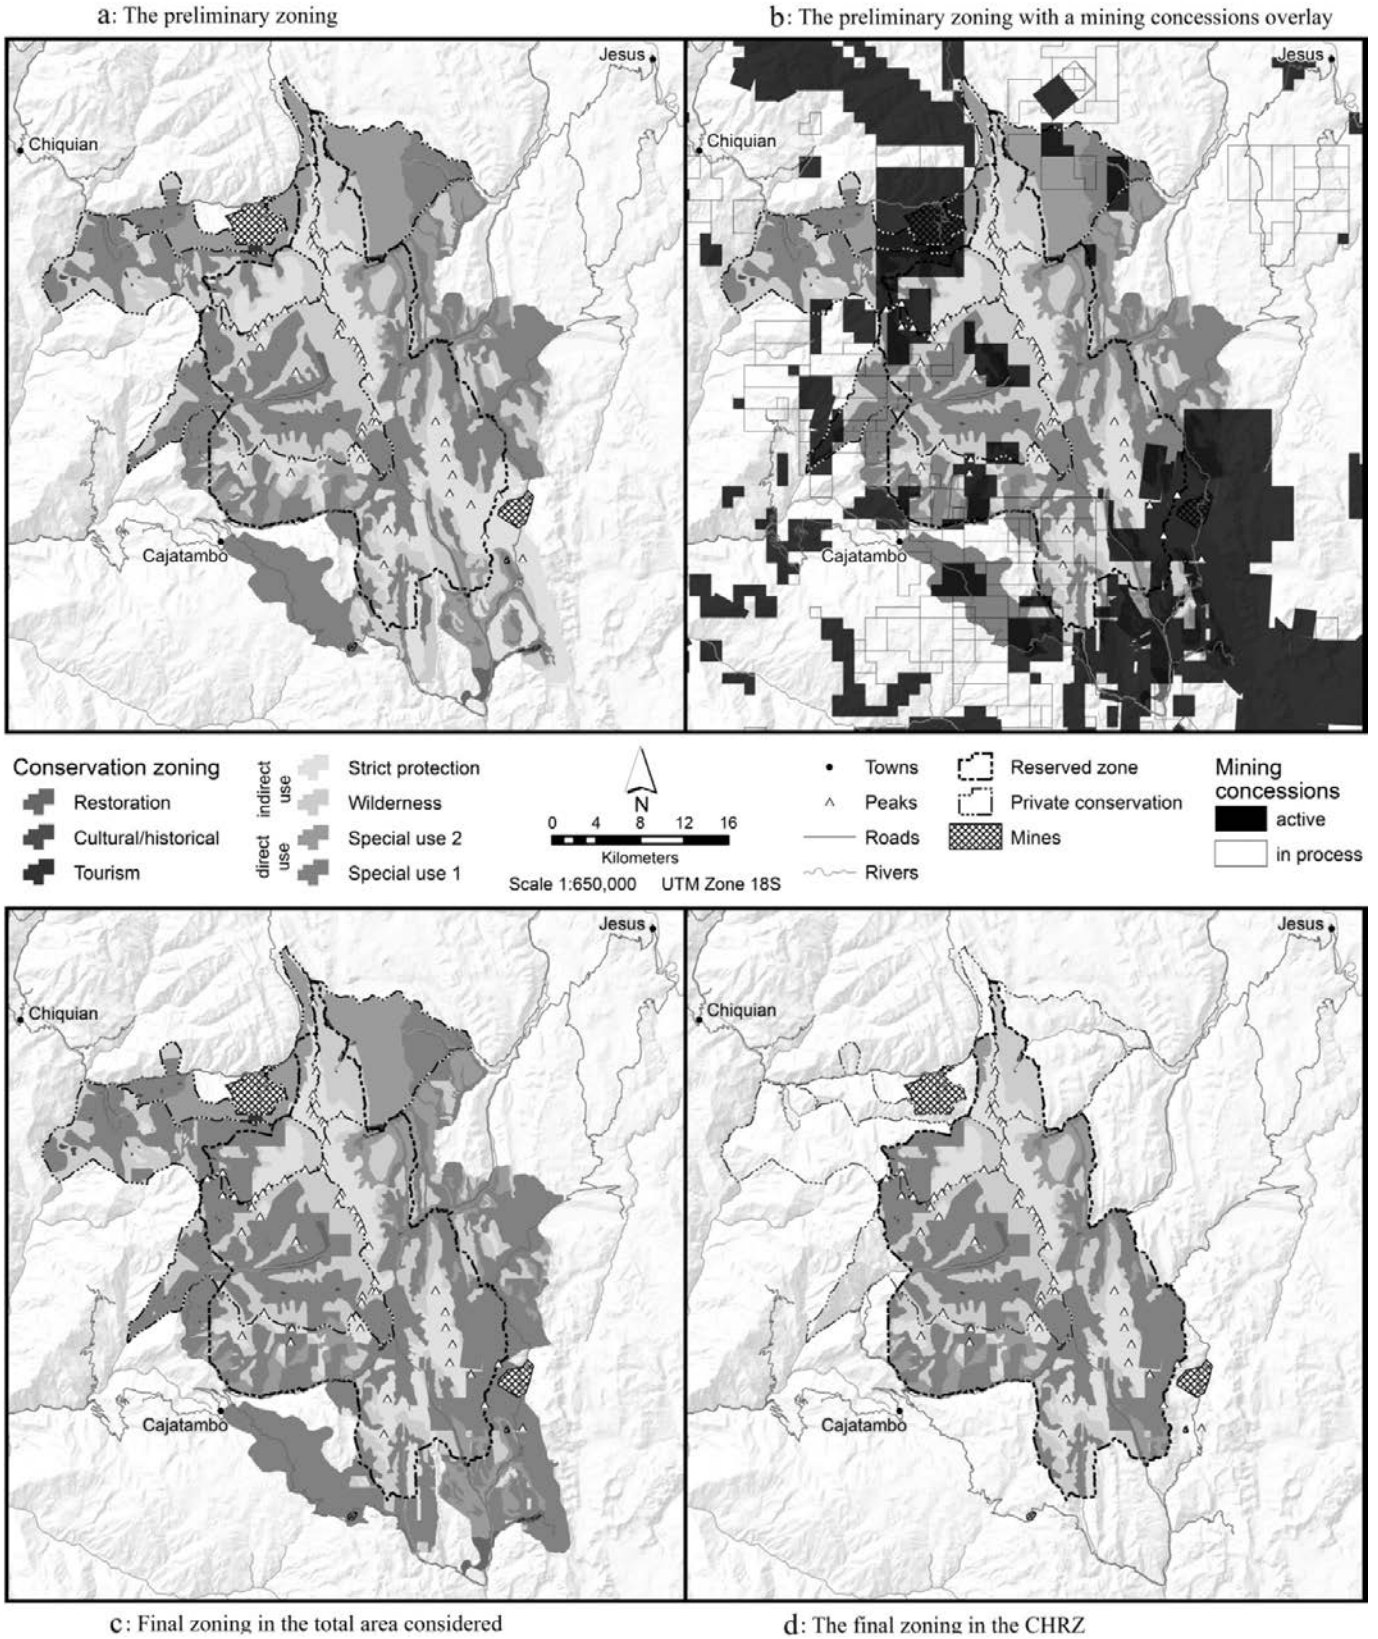 a: The preliminary zoning
b: The preliminary zoning with a mining concessions overlay
Jesus
Chiquian
Cajatambo
Jesus
Chiquian
Cajatambo
Conservation zoning
Restoration
Cultural/historical
Tourism
indirect use
Strict protection
Wilderness
direct use
Special use 2
Special use 1
N
0 4 8 12 16
Kilometers
Scale 1:650,000 UTM Zone 18S
Towns
Peaks
Roads
Rivers
Reserved zone
Private conservation
Mines
Mining
concessions
active
in process
Jesus
Chiquian
Cajatambo
Jesus
Chiquian
Cajatambo
c: Final zoning in the total area considered
d: The final zoning in the CHRZ